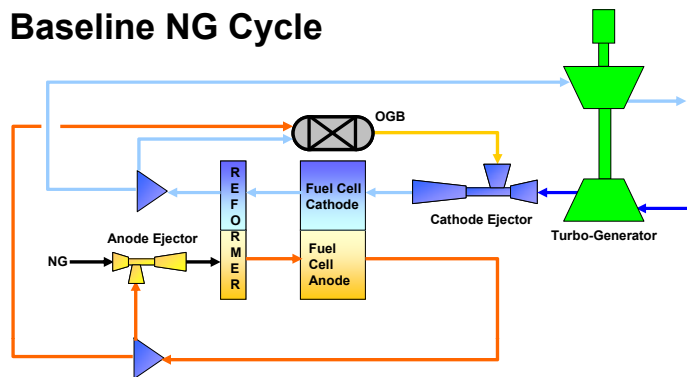 Baseline NG Cycle
OGB
R
E
F
O
R
M
E
R
Fuel Cell
Cathode
Cathode Ejector
Turbo-Generator
Anode Ejector
NG
Fuel
Cell
Anode